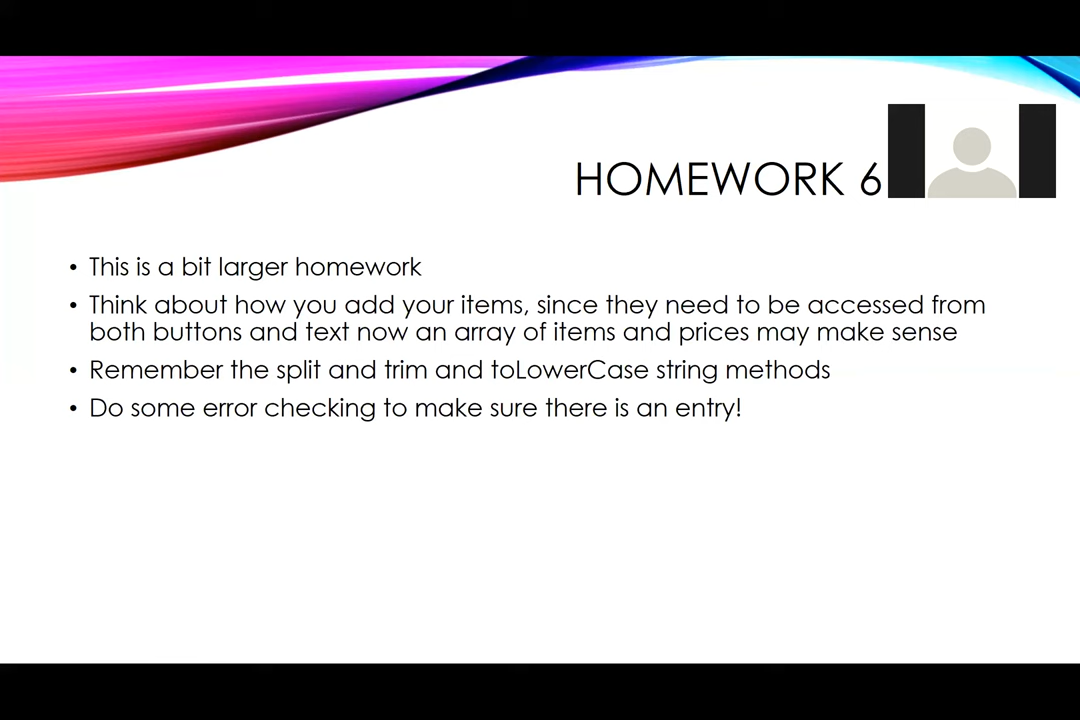 HOMEWORK 6
• This is a bit larger homework
• Think about how you add your items, since they need to be accessed from
both buttons and text now an array of items and prices may make sense
• Remember the split and trim and toLowerCase string methods
• Do some error checking to make sure there is an entry!